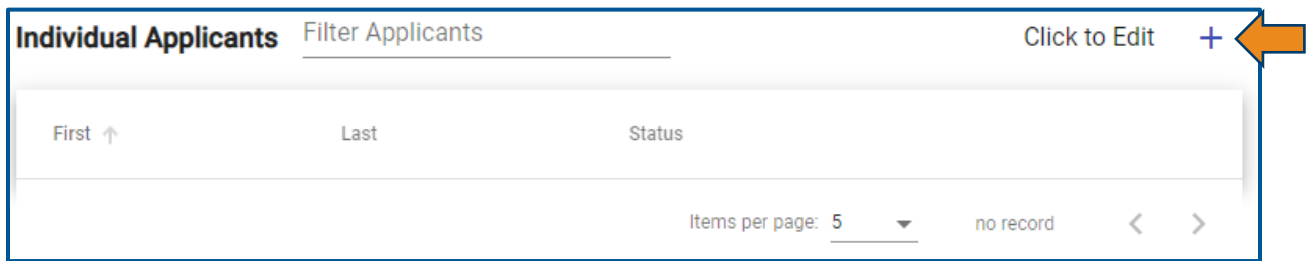 Individual Applicants Filter Applicants Click to Edit +
First ↑ Last Status
Items per page: 5 no record < >